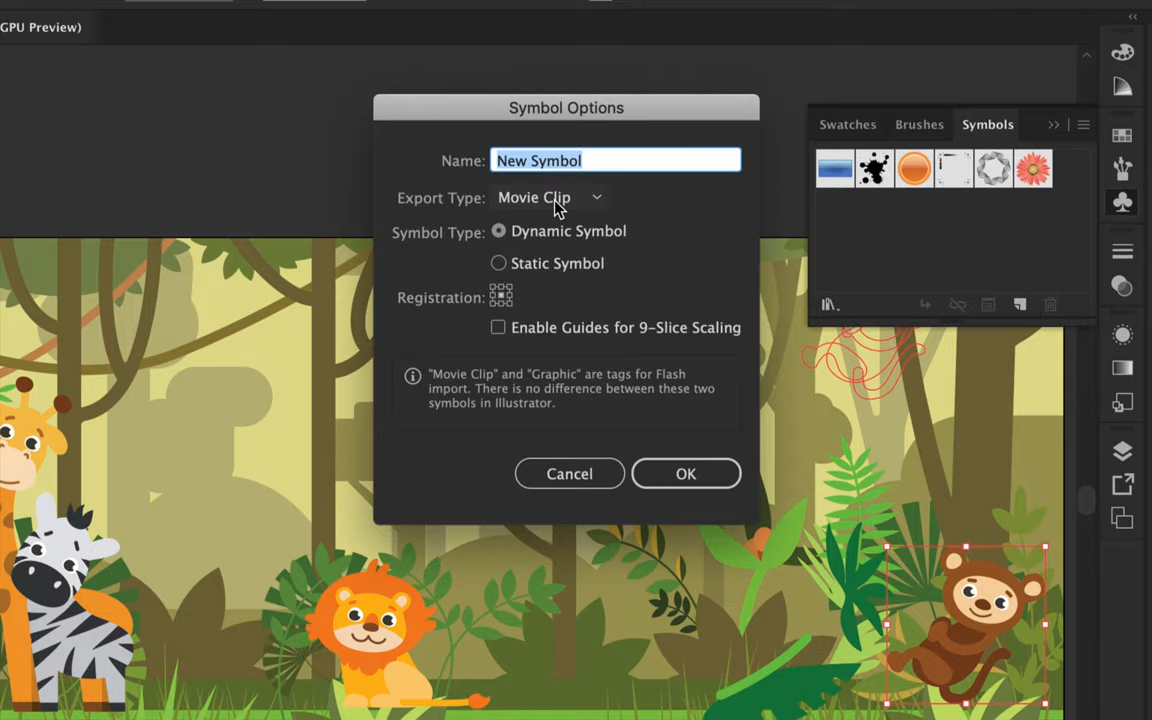 GPU Preview)
Symbol Options
Name: New Symbol
Export Type: Movie Clip
Symbol Type: Dynamic Symbol
Static Symbol
Registration:
Enable Guides for 9-Slice Scaling
"Movie Clip" and "Graphic" are tags for Flash
import. There is no difference between these two
symbols in Illustrator.
Cancel OK
Swatches Brushes Symbols